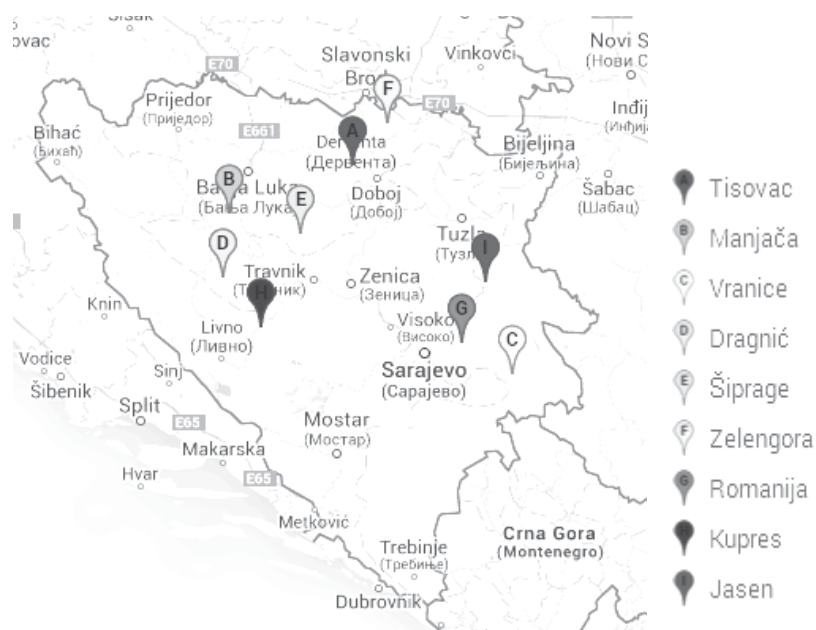 Sisak
ovac
Slavonski
Brod
Vinkovci
Novi S
(Нови С
E70
E70
F
Prijedor
(Приједор)
Inđij
(Инђиј
E661
A
Derventa
(Дервента)
Bihać
(Бихаћ)
Bijeljina
(Бијељина)
B
Banja Luka
(Бања Лука)
E
Doboj
(Добој)
Šabac
(Шабац)
Tuzla
(Тузла)
I
D
Travnik
(Травник)
H
Zenica
(Зеница)
G
Knin
Livno
(Ливно)
Visoko
(Високо)
C
Vodice
Šibenik
Sinj
Sarajevo
(Сарајево)
Split
E65
Mostar
(Мостар)
Makarska
Hvar
E65
Metković
Crna Gora
(Montenegro)
Trebinje
(Требиње)
Dubrovnik
A Tisovac
B Manjača
C Vranice
D Dragnić
E Šiprage
F Zelengora
G Romanija
Kupres
I Jasen